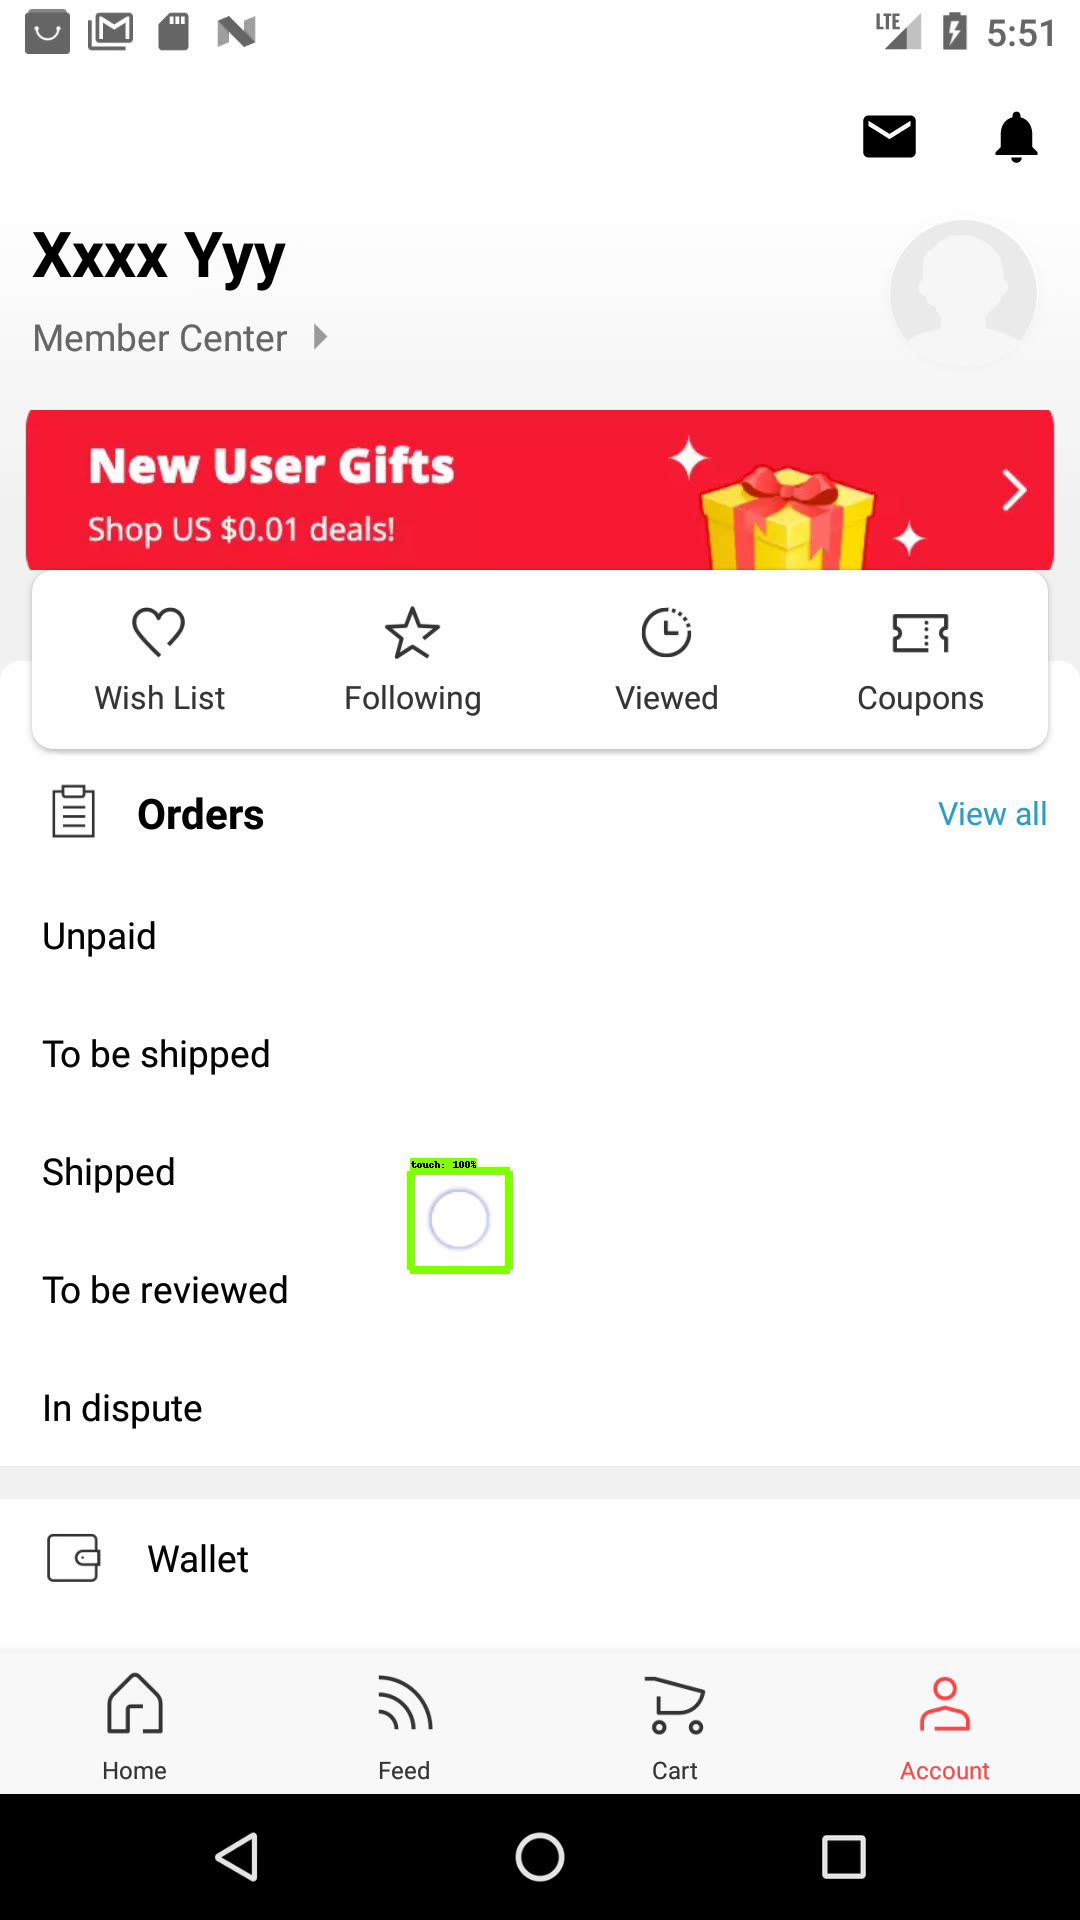 LTE 5:51
Xxxx Yyy
Member Center
New User Gifts
Shop US $0.01 deals!
Wish List Following Viewed Coupons
Orders View all
Unpaid
To be shipped
Shipped
touch: 100%
To be reviewed
In dispute
Wallet
Home Feed Cart Account